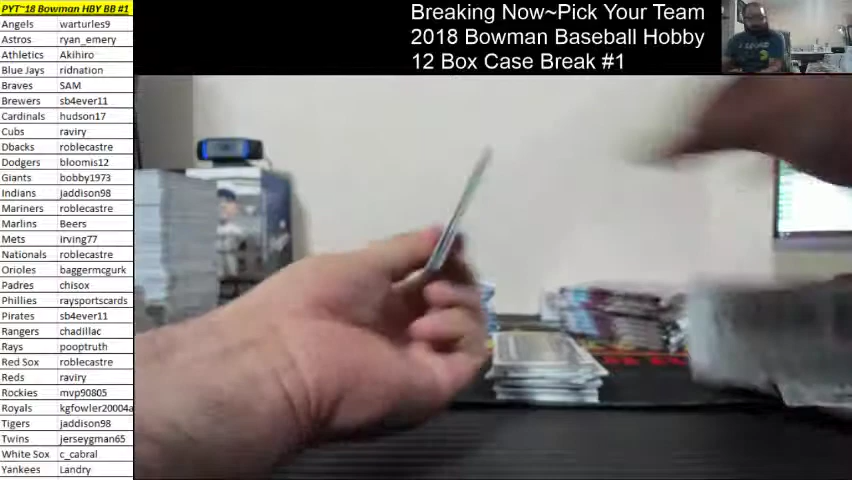 PYT~18 Bowman HBY BB #1
Angels warturles9
Astros ryan_emery
Athletics Akihiro
Blue Jays ridnation
Braves SAM
Brewers sb4ever11
Cardinals hudson17
Cubs raviry
Dbacks roblecastre
Dodgers bloomis12
Giants bobby1973
Indians jaddison98
Mariners roblecastre
Marlins Beers
Mets irving77
Nationals roblecastre
Orioles baggermcgurk
Padres chisox
Phillies raysportscards
Pirates sb4ever11
Rangers chadillac
Rays pooptruth
Red Sox roblecastre
Reds raviry
Rockies mvp90805
Royals kgfowler20004a
Tigers jaddison98
Twins jerseygman65
White Sox c_cabral
Yankees Landry
Breaking Now~Pick Your Team
2018 Bowman Baseball Hobby
12 Box Case Break #1